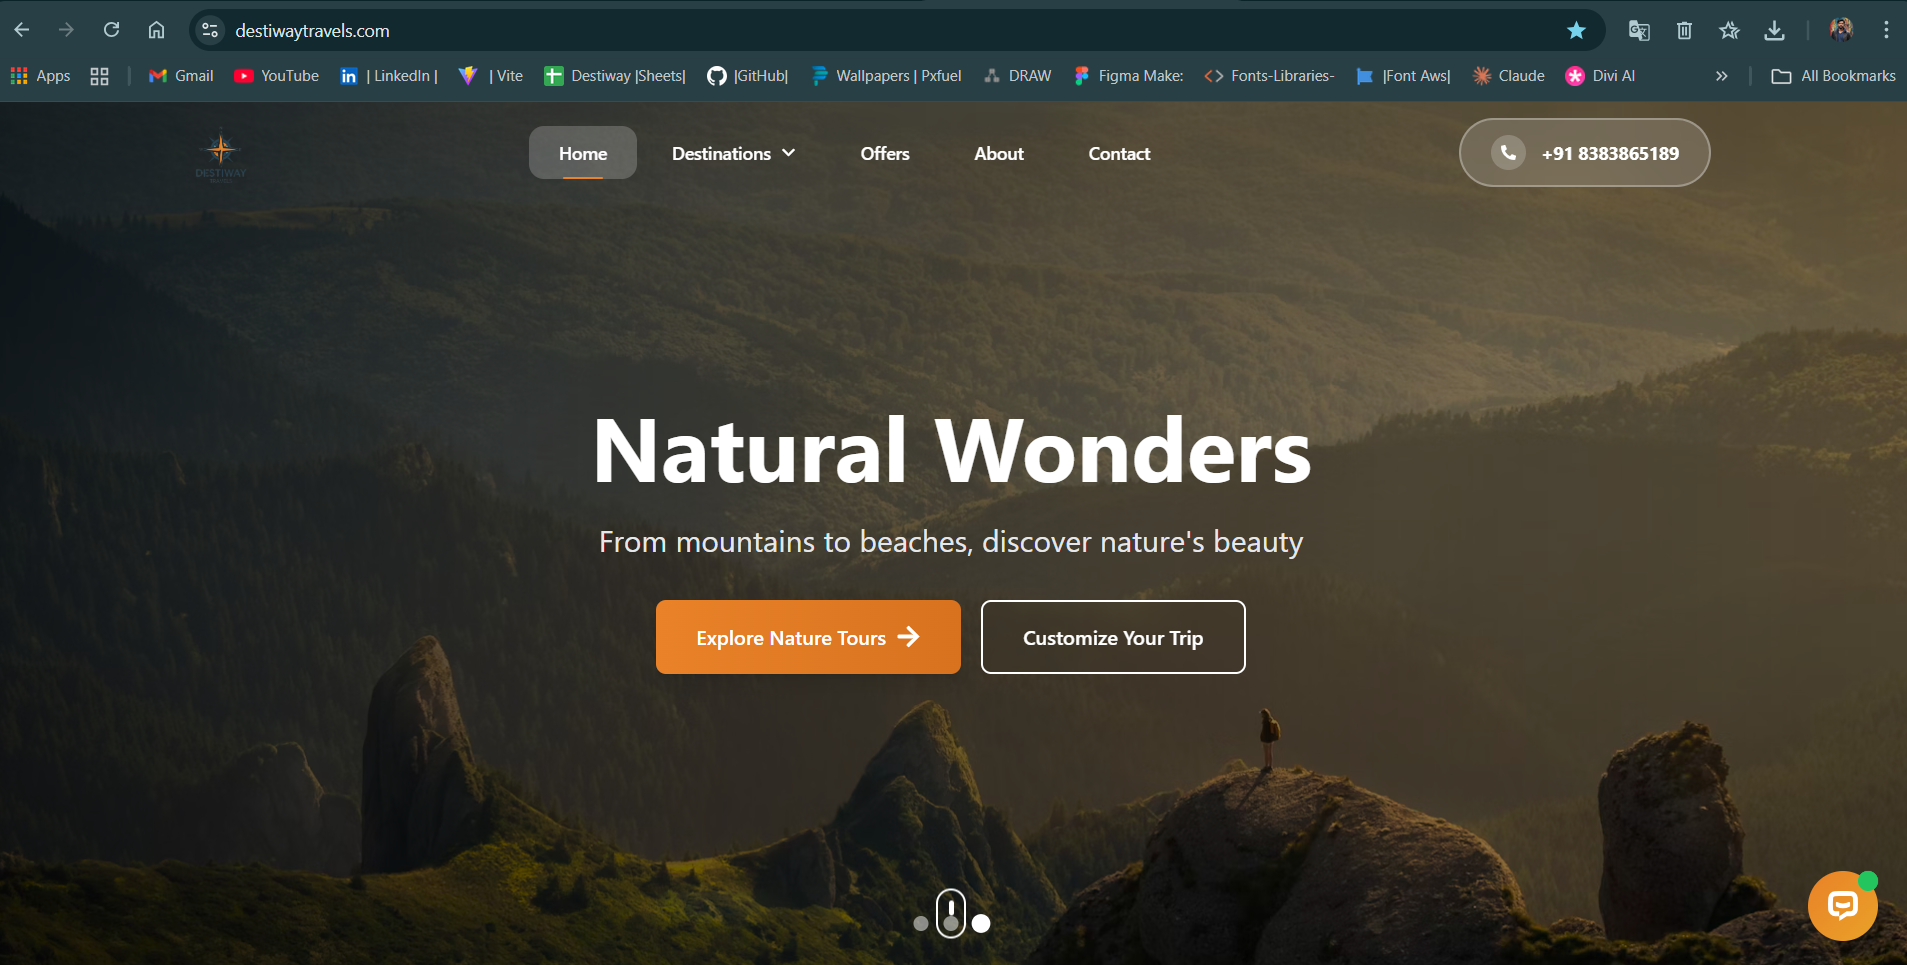 destiwaytravels.com
Apps
Gmail
YouTube
| LinkedIn |
| Vite
Destiway |Sheets|
|GitHub|
Wallpapers | Pxfuel
DRAW
Figma Make:
Fonts-Libraries-
|Font Aws|
Claude
Divi AI
»
All Bookmarks
DESTIWAY
Home
Destinations
Offers
About
Contact
+91 8383865189
Natural Wonders
From mountains to beaches, discover nature's beauty
Explore Nature Tours
Customize Your Trip